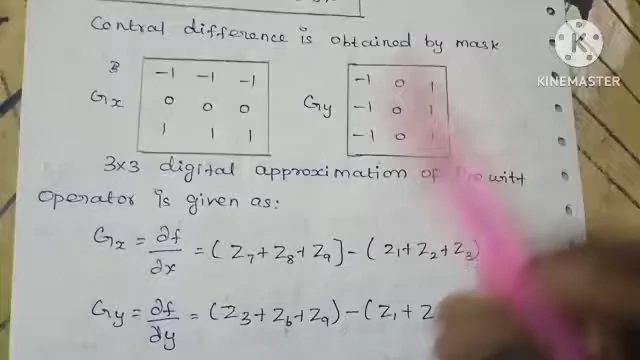 Central difference is obtained by mask
KINEMASTER
Gx
-1 -1 -1
0 0 0
1 1 1
Gy
-1 0 1
-1 0 1
-1 0 1
3x3 digital approximation of
operator is given as:
Gx = ∂f/∂x = (Z7+Z8+Z9] - (Z1+Z2+Z3)
Gy = ∂f/∂y = (Z3+Z6+Z9) - (Z1+Z